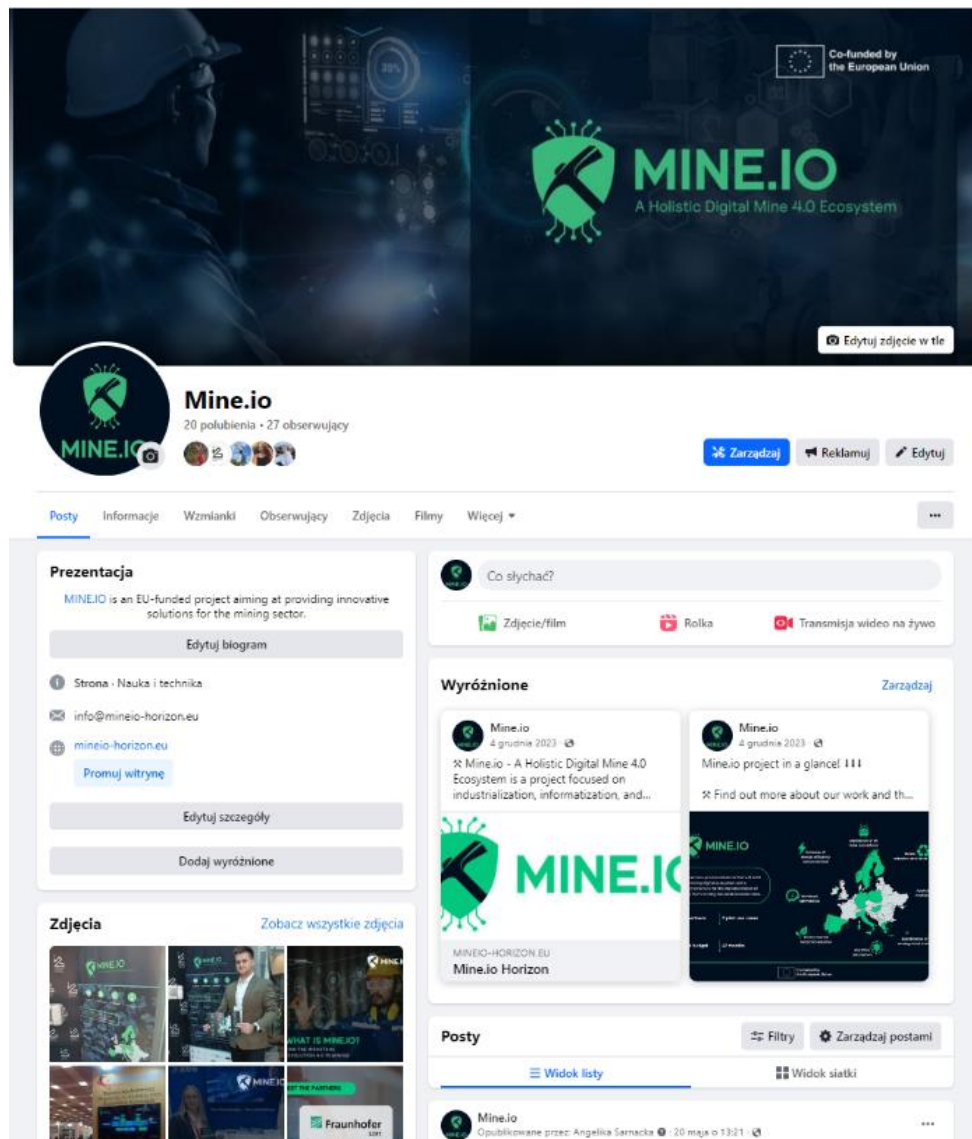 Co-funded by
the European Union
MINE.IO
A Holistic Digital Mine 4.0 Ecosystem
Edytuj zdjęcie w tle
MINE.IO
Mine.io
20 polubienia • 27 obserwujący
Zarządzaj
Reklamuj
Edytuj
Posty Informacje Wzmianki Obserwujący Zdjęcia Filmy Więcej
Prezentacja
MINE.IO is an EU-funded project aiming at providing innovative
solutions for the mining sector.
Edytuj biogram
Strona · Nauka i technika
info@mineio-horizon.eu
mineio-horizon.eu
Promuj witrynę
Edytuj szczegóły
Dodaj wyróżnione
Zdjęcia
Zobacz wszystkie zdjęcia
MINE.IO
MINE.IO
MINE.I
WHAT IS MINE.IO?
MINE.IO
Fraunhofer
Co słychać?
Zdjęcie/film
Rolka
Transmisja wideo na żywo
Wyróżnione
Zarządzaj
Mine.io
4 grudnia 2023
Mine.io - A Holistic Digital Mine 4.0
Ecosystem is a project focused on
industrialization, informatization, and...
MINE.IO
MINEIO-HORIZON.EU
Mine.io Horizon
Mine.io
4 grudnia 2023
Mine.io project in a glance! ⭣⭣⭣
Find out more about our work and th...
MINE.IO
Posty
Filtry
Zarządzaj postami
Widok listy
Widok siatki
Mine.io
Opublikowane przez: Angelika Sarnacka · 20 maja o 13:21